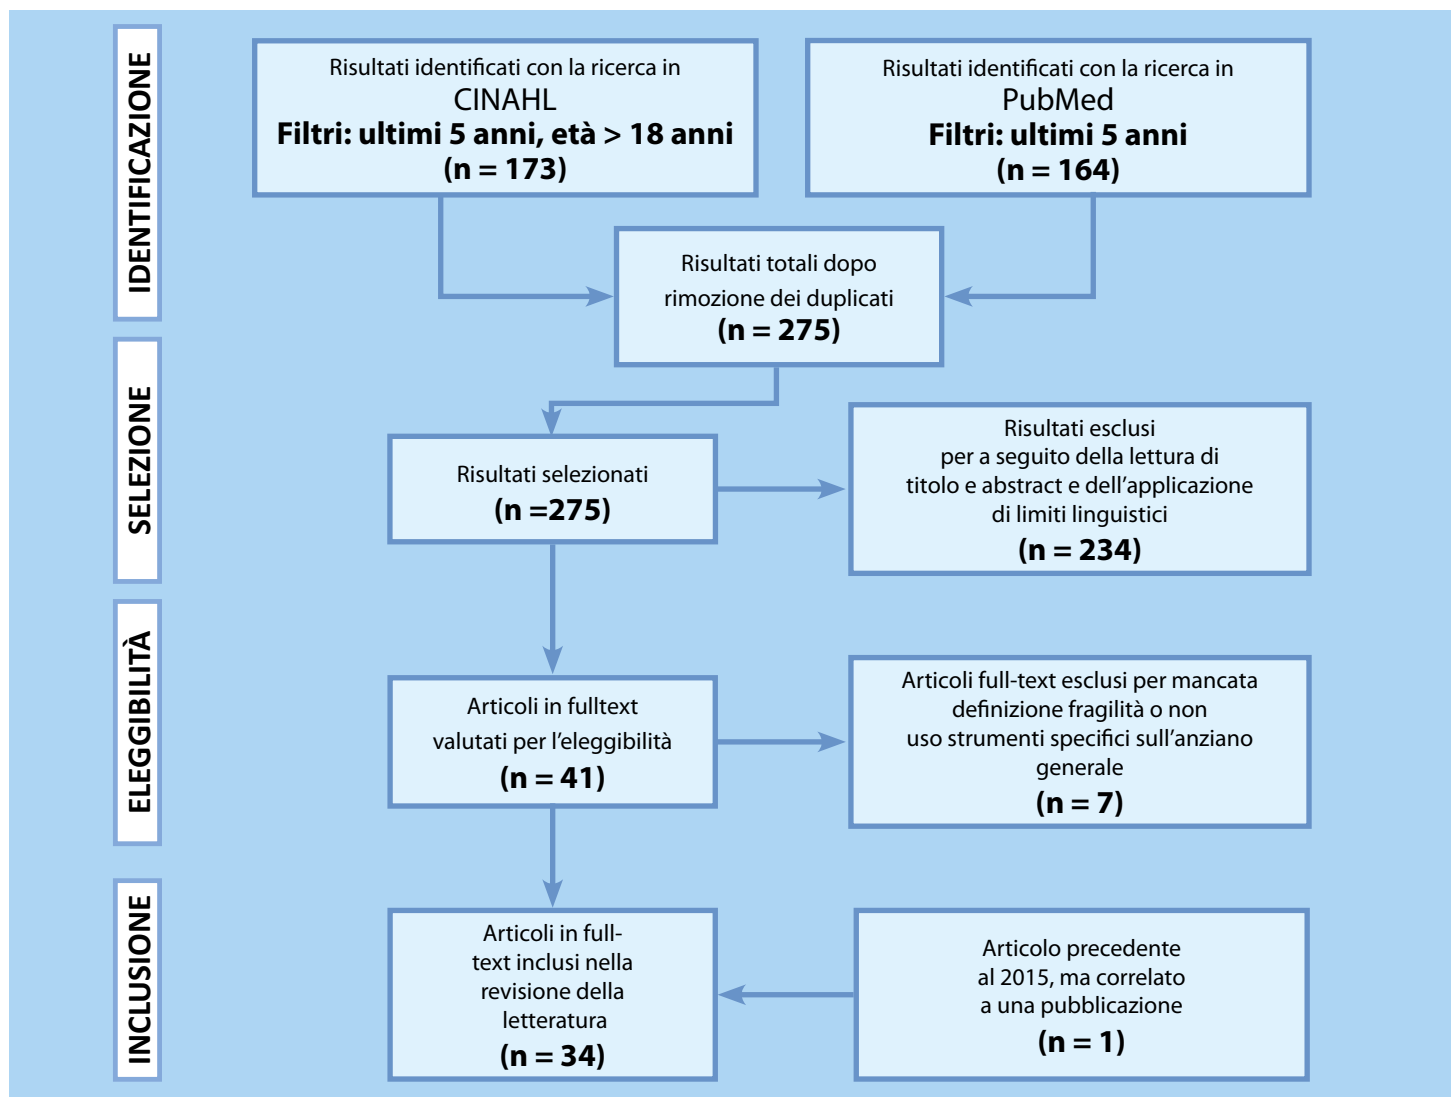 IDENTIFICAZIONE
Risultati identificati con la ricerca in
CINAHL
Filtri: ultimi 5 anni, età > 18 anni
(n = 173)
Risultati identificati con la ricerca in
PubMed
Filtri: ultimi 5 anni
(n = 164)
Risultati totali dopo
rimozione dei duplicati
(n = 275)
SELEZIONE
Risultati selezionati
(n =275)
Risultati esclusi
per a seguito della lettura di
titolo e abstract e dell’applicazione
di limiti linguistici
(n = 234)
ELEGGIBILITÀ
Articoli in fulltext
valutati per l’eleggibilità
(n = 41)
Articoli full-text esclusi per mancata
definizione fragilità o non
uso strumenti specifici sull’anziano
generale
(n = 7)
INCLUSIONE
Articoli in full-
text inclusi nella
revisione della
letteratura
(n = 34)
Articolo precedente
al 2015, ma correlato
a una pubblicazione
(n = 1)